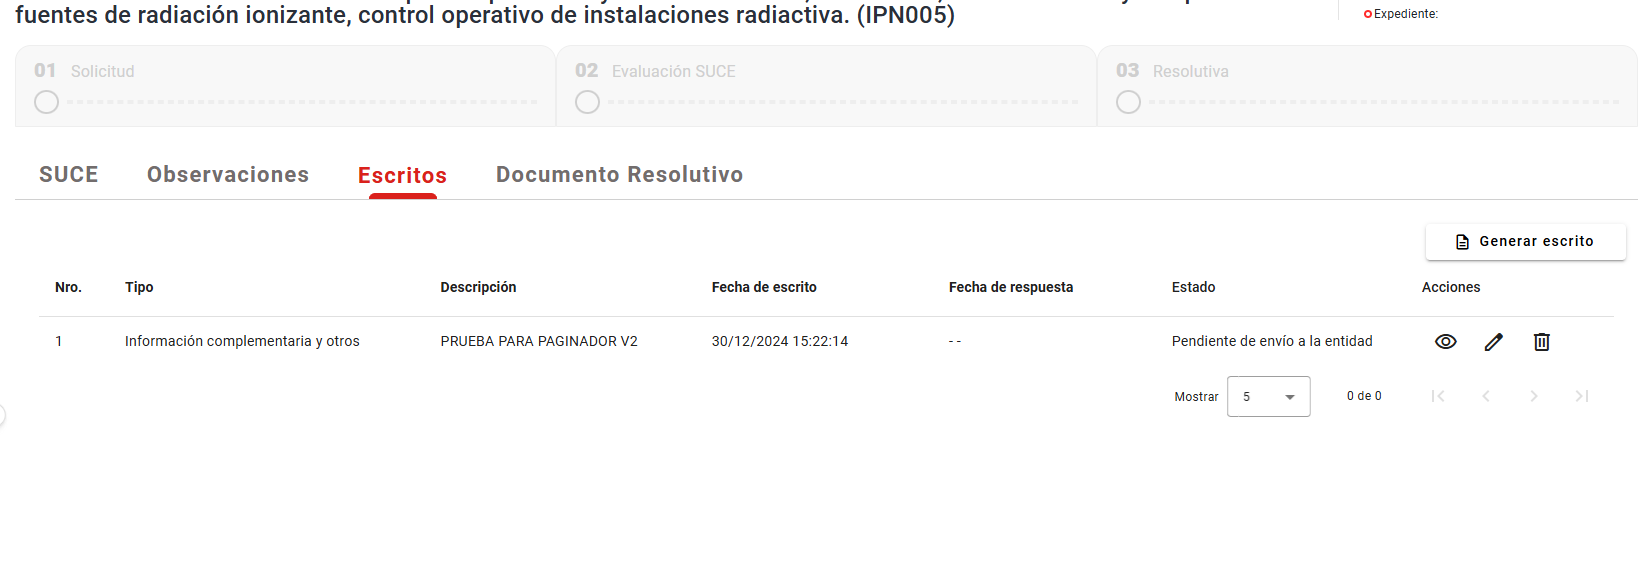 fuentes de radiación ionizante, control operativo de instalaciones radiactiva. (IPN005)
Expediente:
01 Solicitud
02 Evaluación SUCE
03 Resolutiva
SUCE Observaciones Escritos Documento Resolutivo
Generar escrito
Nro. Tipo Descripción Fecha de escrito Fecha de respuesta Estado Acciones
1 Información complementaria y otros PRUEBA PARA PAGINADOR V2 30/12/2024 15:22:14 - - Pendiente de envío a la entidad
Mostrar 5 0 de 0